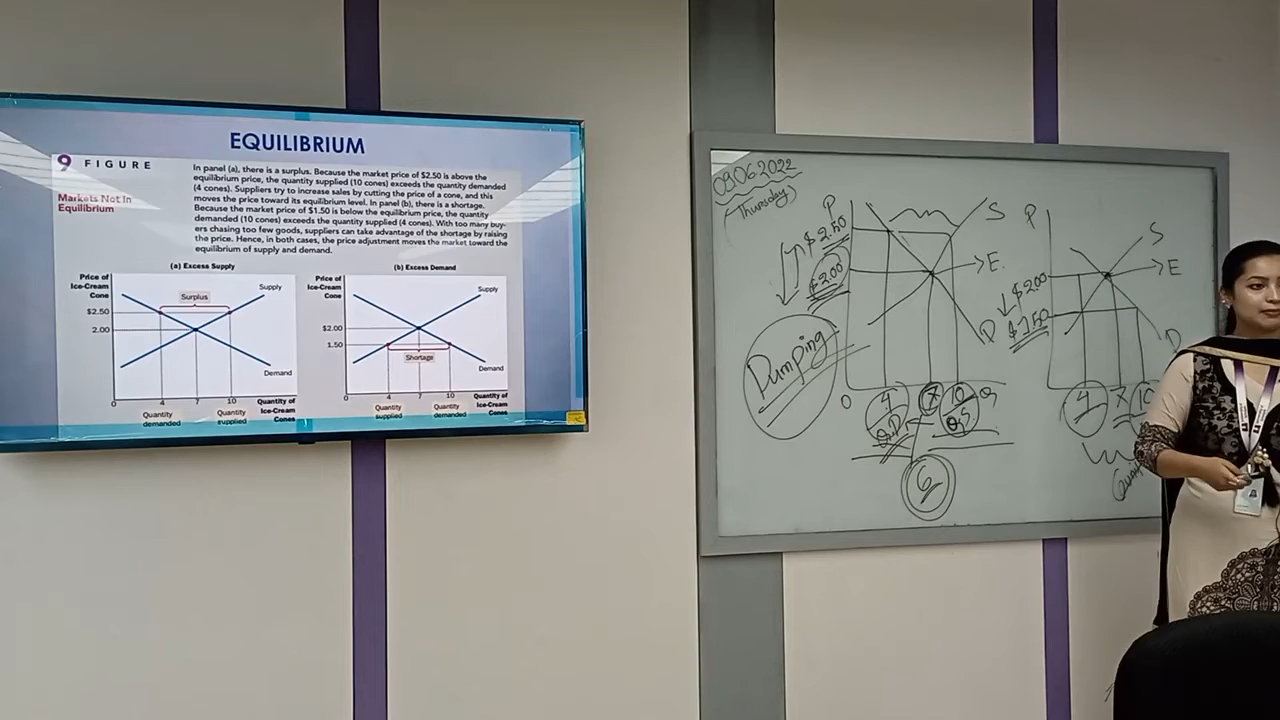 EQUILIBRIUM
9 FIGURE
Markets Not in
Equilibrium
In panel (a), there is a surplus. Because the market price of $2.50 is above the
equilibrium price, the quantity supplied (10 cones) exceeds the quantity demanded
(4 cones). Suppliers try to increase sales by cutting the price of a cone, and this
moves the price toward its equilibrium level. In panel (b), there is a shortage.
Because the market price of $1.50 is below the equilibrium price, the quantity
demanded (10 cones) exceeds the quantity supplied (4 cones). With too many buy-
ers chasing too few goods, suppliers can take advantage of the shortage by raising
the price. Hence, in both cases, the price adjustment moves the market toward the
equilibrium of supply and demand.
(a) Excess Supply
Price of
Ice-Cream
Cone
Supply
Surplus
$2.50
2.00
Demand
0 4 7 10
Quantity of
Ice-Cream
Cones
Quantity
demanded
Quantity
supplied
(b) Excess Demand
Price of
Ice-Cream
Cone
Supply
$2.00
1.50
Shortage
Demand
0 4 7 10
Quantity of
Ice-Cream
Cones
Quantity
supplied
Quantity
demanded
09.06.2022
(Thursday)
P
S
$2.50
$2.00
E
D
Dumping
0
4 7 10 Q
QD QS
6
P
S
$2.00
E
$1.50
D
4 7 10